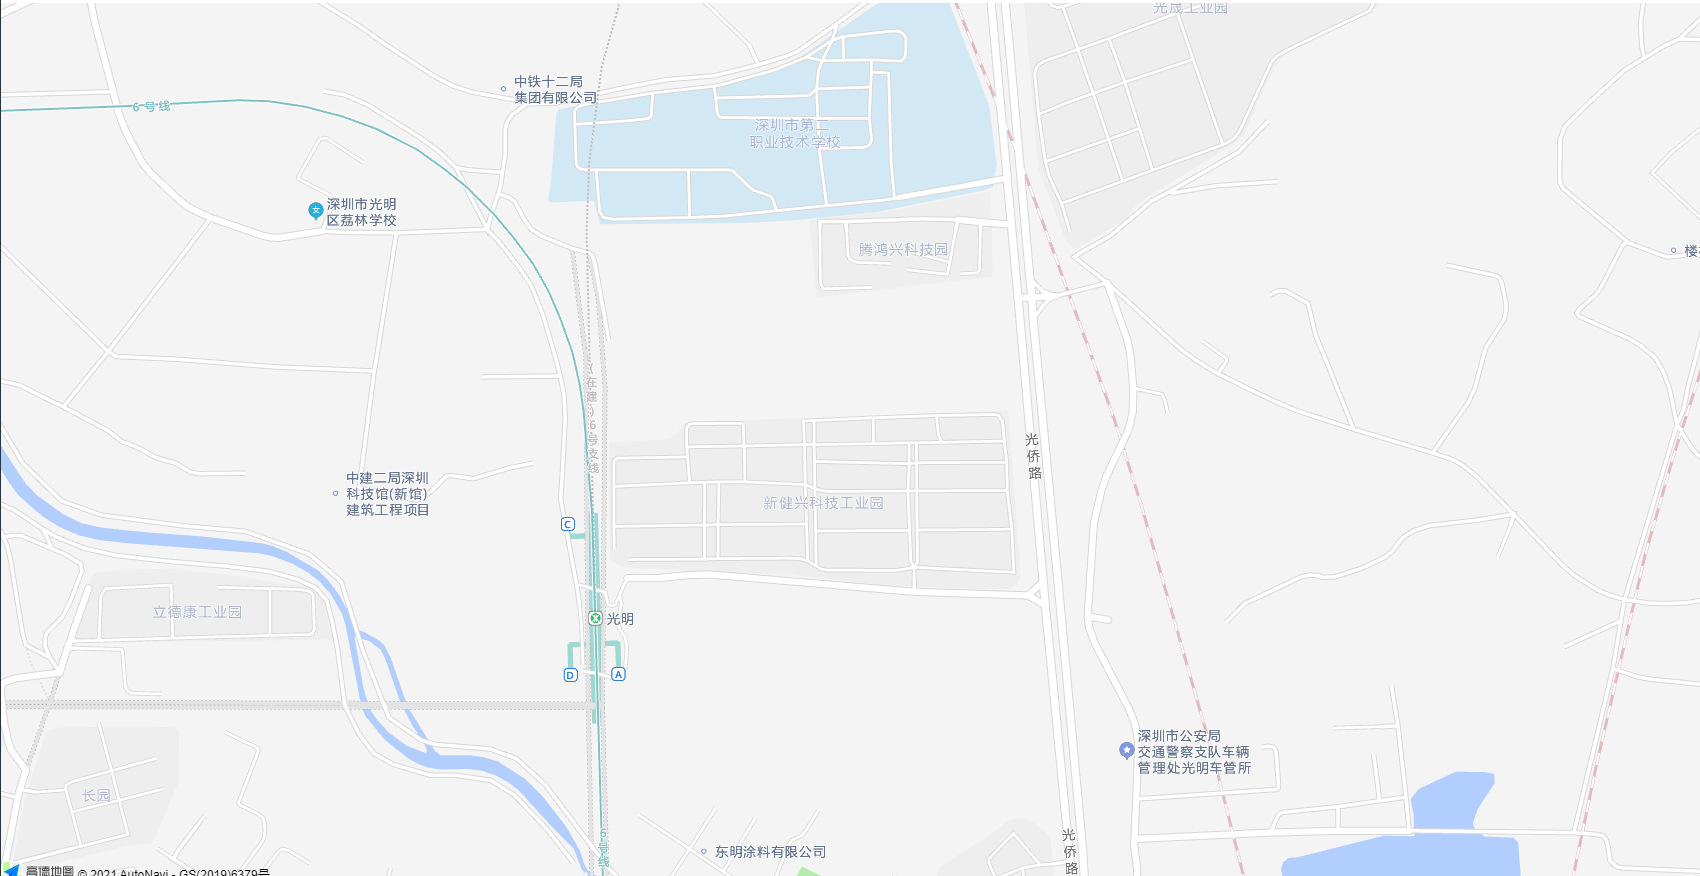 光晟工业园
中铁十二局
集团有限公司
6号线
深圳市第二
职业技术学校
深圳市光明
区荔林学校
腾鸿兴科技园
(在建)6号支线
光侨路
中建二局深圳
科技馆(新馆)
建筑工程项目
新健兴科技工业园
C
立德康工业园
光明
D
A
深圳市公安局
交通警察支队车辆
管理处光明车管所
长园
6号线
光侨路
东明涂料有限公司
高德地图 © 2021 AutoNavi - GS(2019)6379号